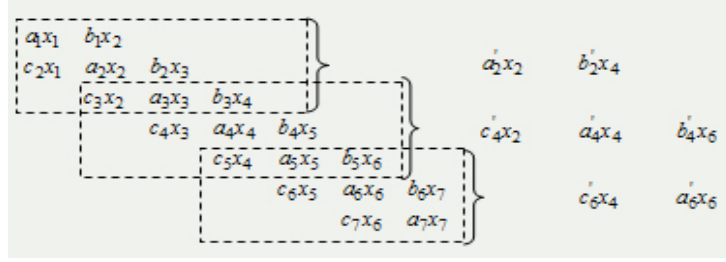 a₁x₁ b₁x₂
c₂x₁ a₂x₂ b₂x₃ a'₂x₂ b'₂x₄
c₃x₂ a₃x₃ b₃x₄
c₄x₃ a₄x₄ b₄x₅ c'₄x₂ a'₄x₄ b'₄x₆
c₅x₄ a₅x₅ b₅x₆
c₆x₅ a₆x₆ b₆x₇ c'₆x₄ a'₆x₆
c₇x₆ a₇x₇